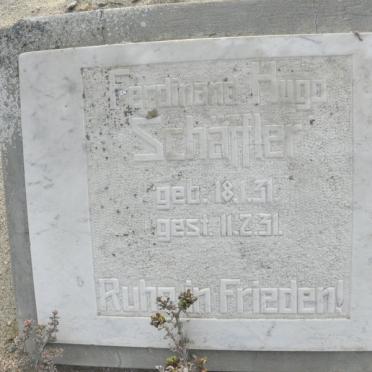 Ferdinand Hugo
Schäffler
geb. 18.1.31.
gest. 11.2.31.
Ruhe in Frieden!